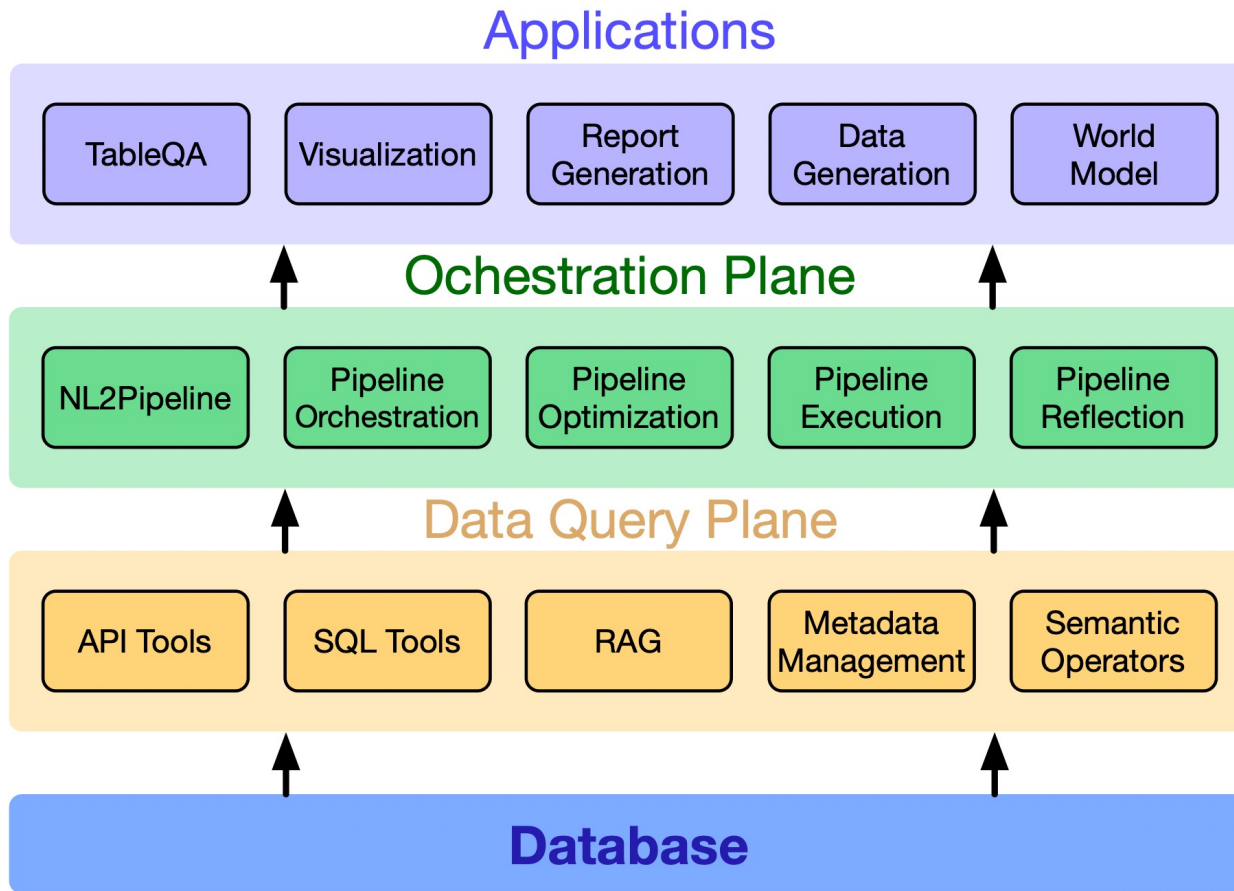 Applications
TableQA
Visualization
Report
Generation
Data
Generation
World
Model
Ochestration Plane
NL2Pipeline
Pipeline
Orchestration
Pipeline
Optimization
Pipeline
Execution
Pipeline
Reflection
Data Query Plane
API Tools
SQL Tools
RAG
Metadata
Management
Semantic
Operators
Database